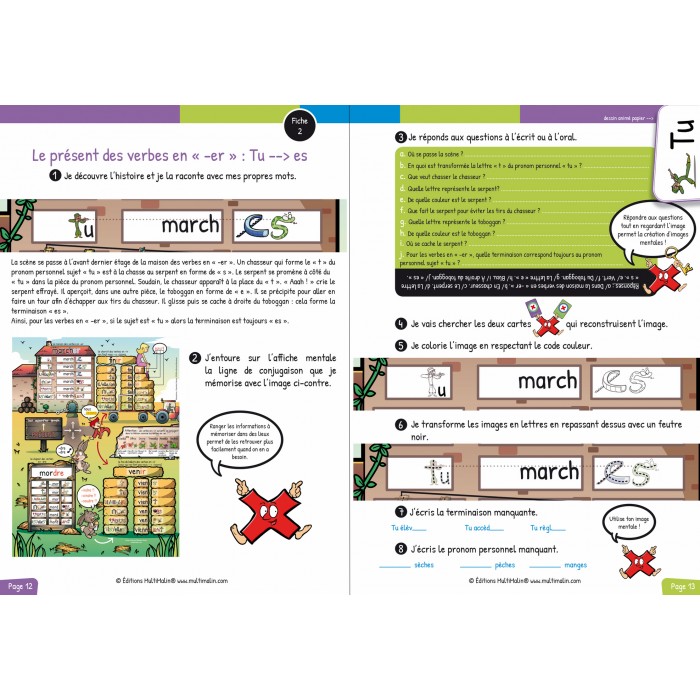 Fiche
2
Le présent des verbes en « -er » : Tu --> es
1 Je découvre l'histoire et je la raconte avec mes propres mots.
tu march es
La scène se passe à l'avant dernier étage de la maison des verbes en « -er ». Un chasseur qui forme le « t » du
pronom personnel sujet « tu » est à la chasse au serpent en forme de « s ». Le serpent se promène à côté du
« tu » dans la place du pronom personnel. Soudain, le chasseur apparaît à la place du « t ». « Aaah ! » crie le
serpent effrayé. Il aperçoit, dans une autre pièce, le toboggan en forme de « e ». Il se précipite pour aller en
faire un tour afin d'échapper aux tirs du chasseur. Il glisse puis se cache à droite du toboggan : cela forme la
terminaison « es ».
Ainsi, pour les verbes en « -er », si le sujet est « tu » alors la terminaison est toujours « es ».
2 J'entoure sur l'affiche mentale
la ligne de conjugaison que je
mémorise avec l'image ci-contre.
marcher
mordre
venir
Ranger les informations à
mémoriser dans des lieux
permet de les retrouver plus
facilement quand on en a
besoin.
© Éditions MultiMalin® www.multimalin.com
Page 12
dessin animé papier -->
Tu
3 Je réponds aux questions à l'écrit ou à l'oral.
a. Où se passe la scène ?
b. En quoi est transformée la lettre « t » du pronom personnel « tu » ?
c. Que veut chasser le chasseur ?
d. Quelle lettre représente le serpent?
e. De quelle couleur est le serpent ?
f. Que fait le serpent pour éviter les tirs du chasseur ?
g. Quelle lettre représente le toboggan ?
h. De quelle couleur est le toboggan ?
i. Où se cache le serpent ?
j. Pour les verbes en « -er », quelle terminaison correspond toujours au pronom
personnel sujet « tu » ?
Réponses. a/ Dans la maison des verbes en « -er ». b/ En chasseur. c/ Le serpent. d/ La lettre
« s ». e/ Vert. f/ Du toboggan. g/ La lettre « e ». h/ Bleu. i/ À droite du toboggan. j/ « es ».
Répondre aux questions
tout en regardant l'image
permet la création d'images
mentales !
4 Je vais chercher les deux cartes qui reconstruisent l'image.
5 Je colorie l'image en respectant le code couleur.
tu march es
6 Je transforme les images en lettres en repassant dessus avec un feutre
noir.
tu march es
7 J'écris la terminaison manquante.
Tu élèv____ Tu accèd____ Tu règl____
8 J'écris le pronom personnel manquant.
______ sèches ______ pêches ______ manges
Utilise ton image
mentale !
© Éditions MultiMalin® www.multimalin.com
Page 13